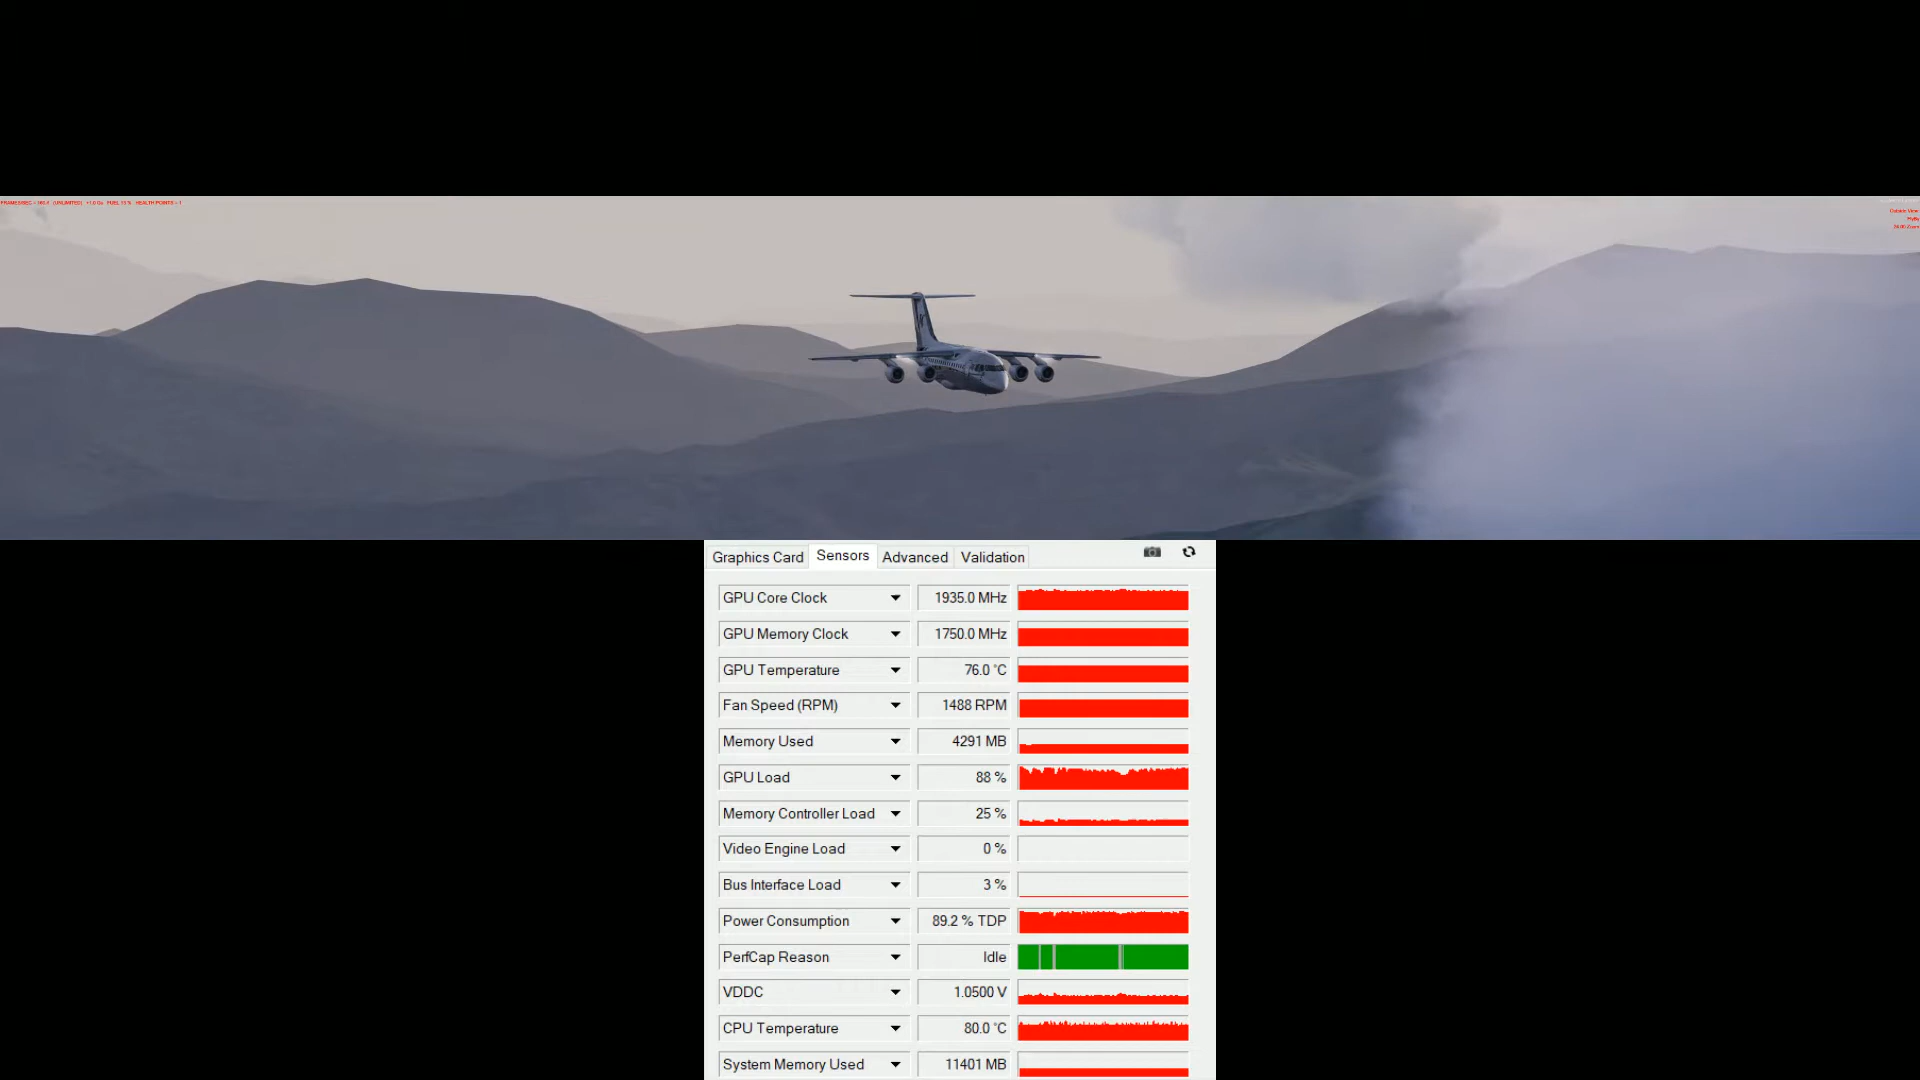 (UNLIMITED)
Graphics Card Sensors Advanced Validation
GPU Core Clock 1935.0 MHz
GPU Memory Clock 1750.0 MHz
GPU Temperature 76.0 °C
Fan Speed (RPM) 1488 RPM
Memory Used 4291 MB
GPU Load 88 %
Memory Controller Load 25 %
Video Engine Load 0 %
Bus Interface Load 3 %
Power Consumption 89.2 % TDP
PerfCap Reason Idle
VDDC 1.0500 V
CPU Temperature 80.0 °C
System Memory Used 11401 MB